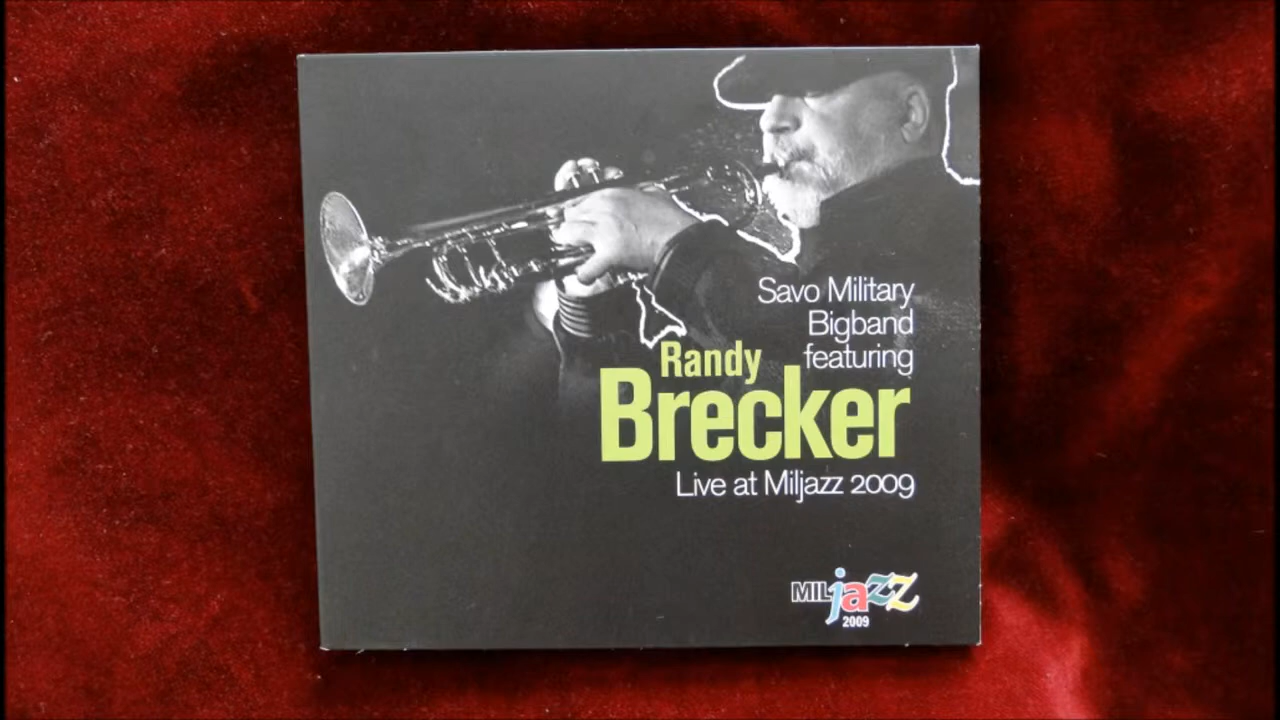 Savo Military
Bigband
featuring
Randy
Brecker
Live at Miljazz 2009
MILjazz
2009